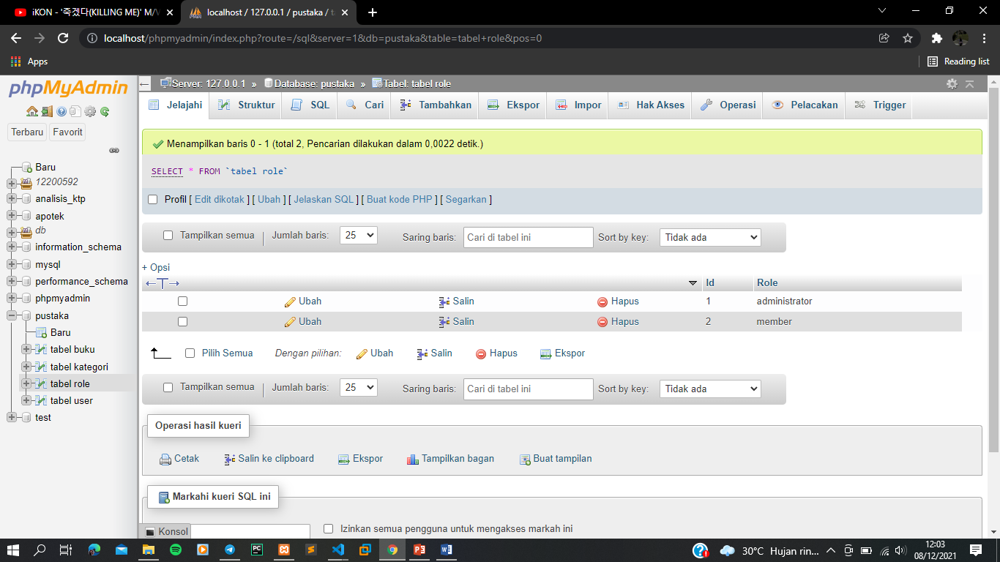 iKON - '죽겠다(KILLING ME)' M/V
localhost / 127.0.0.1 / pustaka / ta
localhost/phpmyadmin/index.php?route=/sql&server=1&db=pustaka&table=tabel+role&pos=0
Apps
Reading list
phpMyAdmin
Terbaru Favorit
Baru
12200592
analisis_ktp
apotek
db
information_schema
mysql
performance_schema
phpmyadmin
pustaka
Baru
tabel buku
tabel kategori
tabel role
tabel user
test
Server: 127.0.0.1 » Database: pustaka » Tabel: tabel role
Jelajahi Struktur SQL Cari Tambahkan Ekspor Impor Hak Akses Operasi Pelacakan Trigger
Menampilkan baris 0 - 1 (total 2, Pencarian dilakukan dalam 0,0022 detik.)
SELECT * FROM `tabel role`
Profil [ Edit dikotak ] [ Ubah ] [ Jelaskan SQL ] [ Buat kode PHP ] [ Segarkan ]
Tampilkan semua | Jumlah baris: 25 Saring baris: Cari di tabel ini Sort by key: Tidak ada
+ Opsi
←T→ Id Role
Ubah Salin Hapus 1 administrator
Ubah Salin Hapus 2 member
Pilih Semua Dengan pilihan: Ubah Salin Hapus Ekspor
Tampilkan semua | Jumlah baris: 25 Saring baris: Cari di tabel ini Sort by key: Tidak ada
Operasi hasil kueri
Cetak Salin ke clipboard Ekspor Tampilkan bagan Buat tampilan
Markahi kueri SQL ini
Konsol
Izinkan semua pengguna untuk mengakses markah ini
30°C Hujan rin...
12:03
08/12/2021